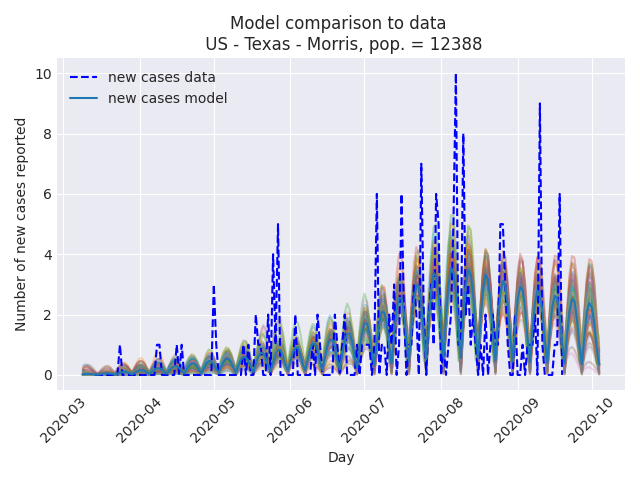 Model comparison to data
US - Texas - Morris, pop. = 12388
new cases data
new cases model
Number of new cases reported
10
8
6
4
2
0
2020-03
2020-04
2020-05
2020-06
2020-07
2020-08
2020-09
2020-10
Day